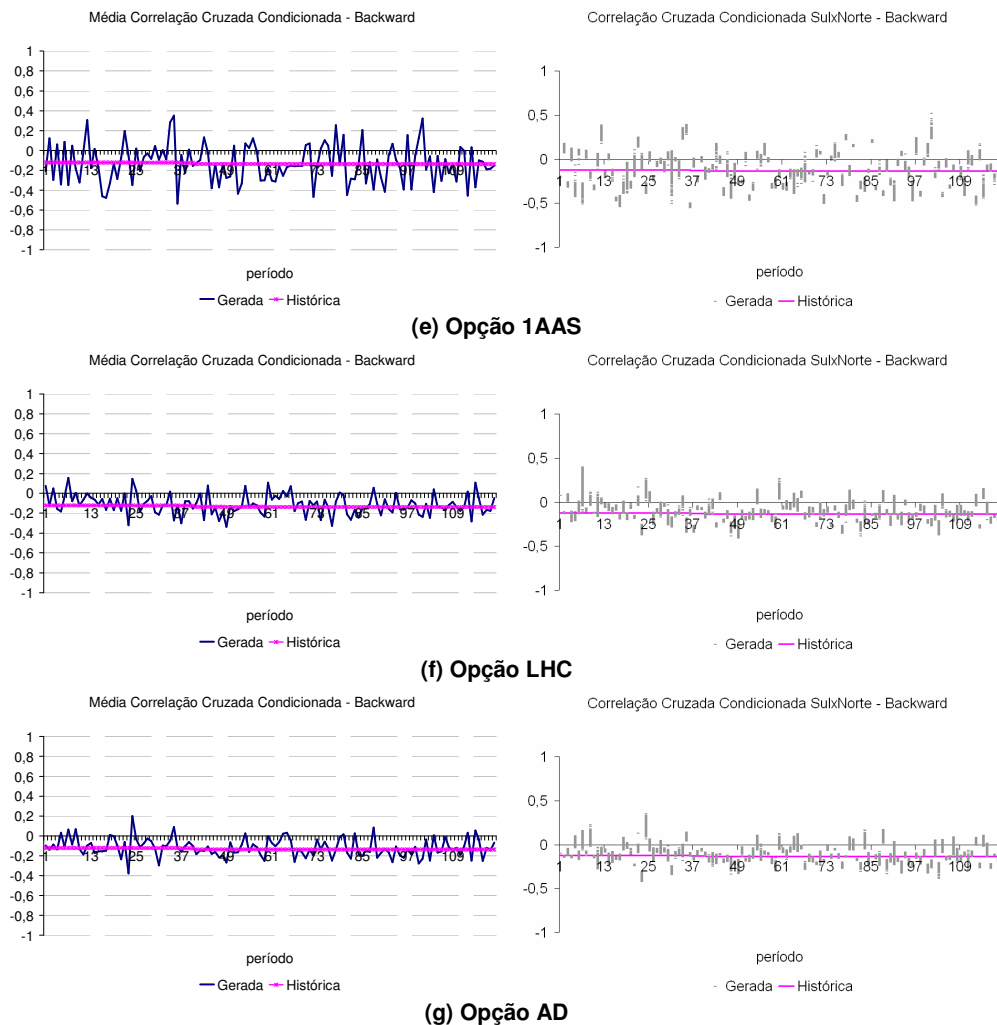 Média Correlação Cruzada Condicionada - Backward
1
0,8
0,6
0,4
0,2
0
-0,2
-0,4
-0,6
-0,8
-1
1 13 25 37 49 61 73 85 97 109
período
Gerada Histórica
Correlação Cruzada Condicionada SulxNorte - Backward
1
0,5
0
-0,5
-1
1 13 25 37 49 61 73 85 97 109
período
Gerada Histórica
(e) Opção 1AAS
Média Correlação Cruzada Condicionada - Backward
1
0,8
0,6
0,4
0,2
0
-0,2
-0,4
-0,6
-0,8
-1
1 13 25 37 49 61 73 85 97 109
período
Gerada Histórica
Correlação Cruzada Condicionada SulxNorte - Backward
1
0,5
0
-0,5
-1
1 13 25 37 49 61 73 85 97 109
período
Gerada Histórica
(f) Opção LHC
Média Correlação Cruzada Condicionada - Backward
1
0,8
0,6
0,4
0,2
0
-0,2
-0,4
-0,6
-0,8
-1
1 13 25 37 49 61 73 85 97 109
período
Gerada Histórica
Correlação Cruzada Condicionada SulxNorte - Backward
1
0,5
0
-0,5
-1
1 13 25 37 49 61 73 85 97 109
período
Gerada Histórica
(g) Opção AD